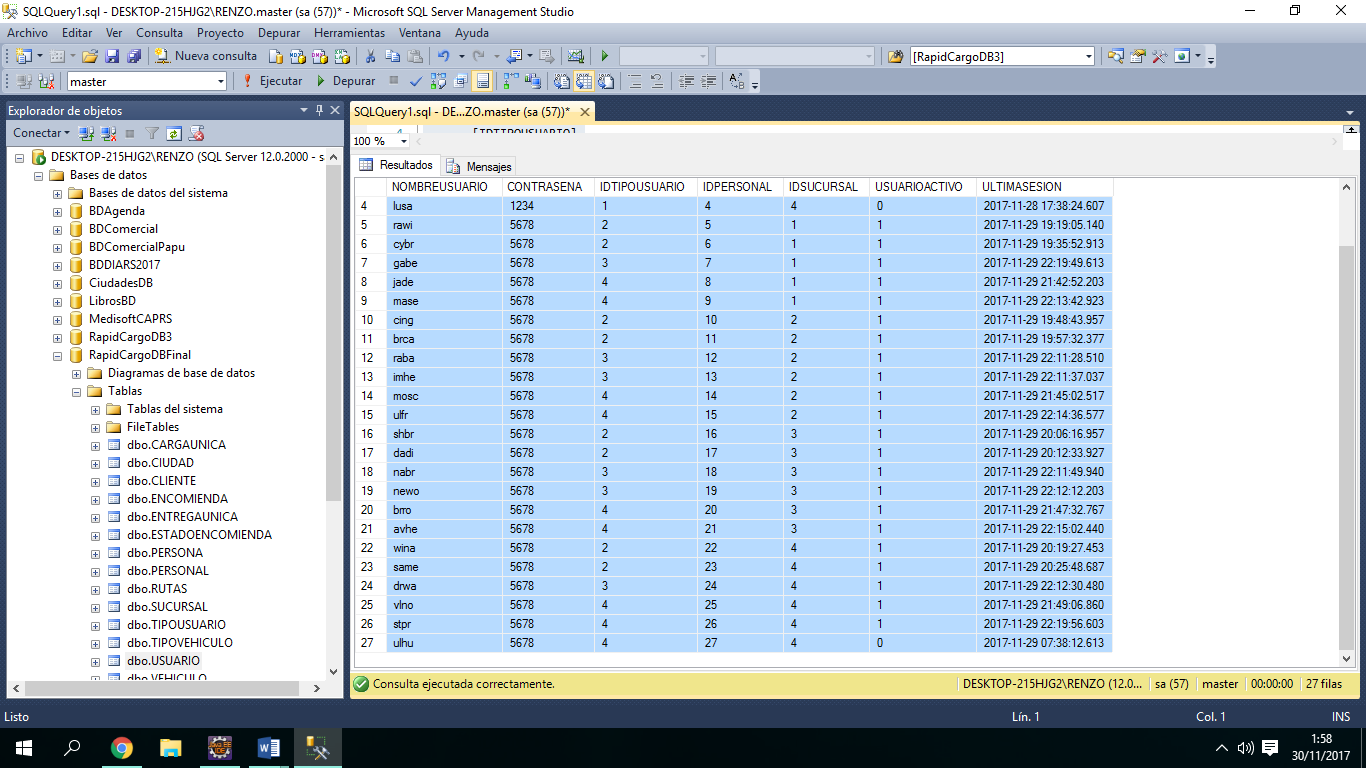 SQLQuery1.sql - DESKTOP-215HJG2\RENZO.master (sa (57))* - Microsoft SQL Server Management Studio
Archivo Editar Ver Consulta Proyecto Depurar Herramientas Ventana Ayuda
Nueva consulta [RapidCargoDB3]
master Ejecutar Depurar
Explorador de objetos
Conectar
DESKTOP-215HJG2\RENZO (SQL Server 12.0.2000 - s
Bases de datos
Bases de datos del sistema
BDAgenda
BDComercial
BDComercialPapu
BDDIARS2017
CiudadesDB
LibrosBD
MedisoftCAPRS
RapidCargoDB3
RapidCargoDBFinal
Diagramas de base de datos
Tablas
Tablas del sistema
FileTables
dbo.CARGAUNICA
dbo.CIUDAD
dbo.CLIENTE
dbo.ENCOMIENDA
dbo.ENTREGAUNICA
dbo.ESTADOENCOMIENDA
dbo.PERSONA
dbo.PERSONAL
dbo.RUTAS
dbo.SUCURSAL
dbo.TIPOUSUARIO
dbo.TIPOVEHICULO
dbo.USUARIO
dbo.VEHICULO
SQLQuery1.sql - DE...ZO.master (sa (57))*
4 [IDTIPOUSUARIO]
100 %
Resultados Mensajes
NOMBREUSUARIO CONTRASENA IDTIPOUSUARIO IDPERSONAL IDSUCURSAL USUARIOACTIVO ULTIMASESION
4 lusa 1234 1 4 4 0 2017-11-28 17:38:24.607
5 rawi 5678 2 5 1 1 2017-11-29 19:19:05.140
6 cybr 5678 2 6 1 1 2017-11-29 19:35:52.913
7 gabe 5678 3 7 1 1 2017-11-29 22:19:49.613
8 jade 5678 4 8 1 1 2017-11-29 21:42:52.203
9 mase 5678 4 9 1 1 2017-11-29 22:13:42.923
10 cing 5678 2 10 2 1 2017-11-29 19:48:43.957
11 brca 5678 2 11 2 1 2017-11-29 19:57:32.377
12 raba 5678 3 12 2 1 2017-11-29 22:11:28.510
13 imhe 5678 3 13 2 1 2017-11-29 22:11:37.037
14 mosc 5678 4 14 2 1 2017-11-29 21:45:02.517
15 ulfr 5678 4 15 2 1 2017-11-29 22:14:36.577
16 shbr 5678 2 16 3 1 2017-11-29 20:06:16.957
17 dadi 5678 2 17 3 1 2017-11-29 20:12:33.927
18 nabr 5678 3 18 3 1 2017-11-29 22:11:49.940
19 newo 5678 3 19 3 1 2017-11-29 22:12:12.203
20 brro 5678 4 20 3 1 2017-11-29 21:47:32.767
21 avhe 5678 4 21 3 1 2017-11-29 22:15:02.440
22 wina 5678 2 22 4 1 2017-11-29 20:19:27.453
23 same 5678 2 23 4 1 2017-11-29 20:25:48.687
24 drwa 5678 3 24 4 1 2017-11-29 22:12:30.480
25 vlno 5678 4 25 4 1 2017-11-29 21:49:06.860
26 stpr 5678 4 26 4 1 2017-11-29 22:19:56.603
27 ulhu 5678 4 27 4 0 2017-11-29 07:38:12.613
Consulta ejecutada correctamente. DESKTOP-215HJG2\RENZO (12.0... sa (57) master 00:00:00 27 filas
Listo Lín. 1 Col. 1 INS
1:58
30/11/2017